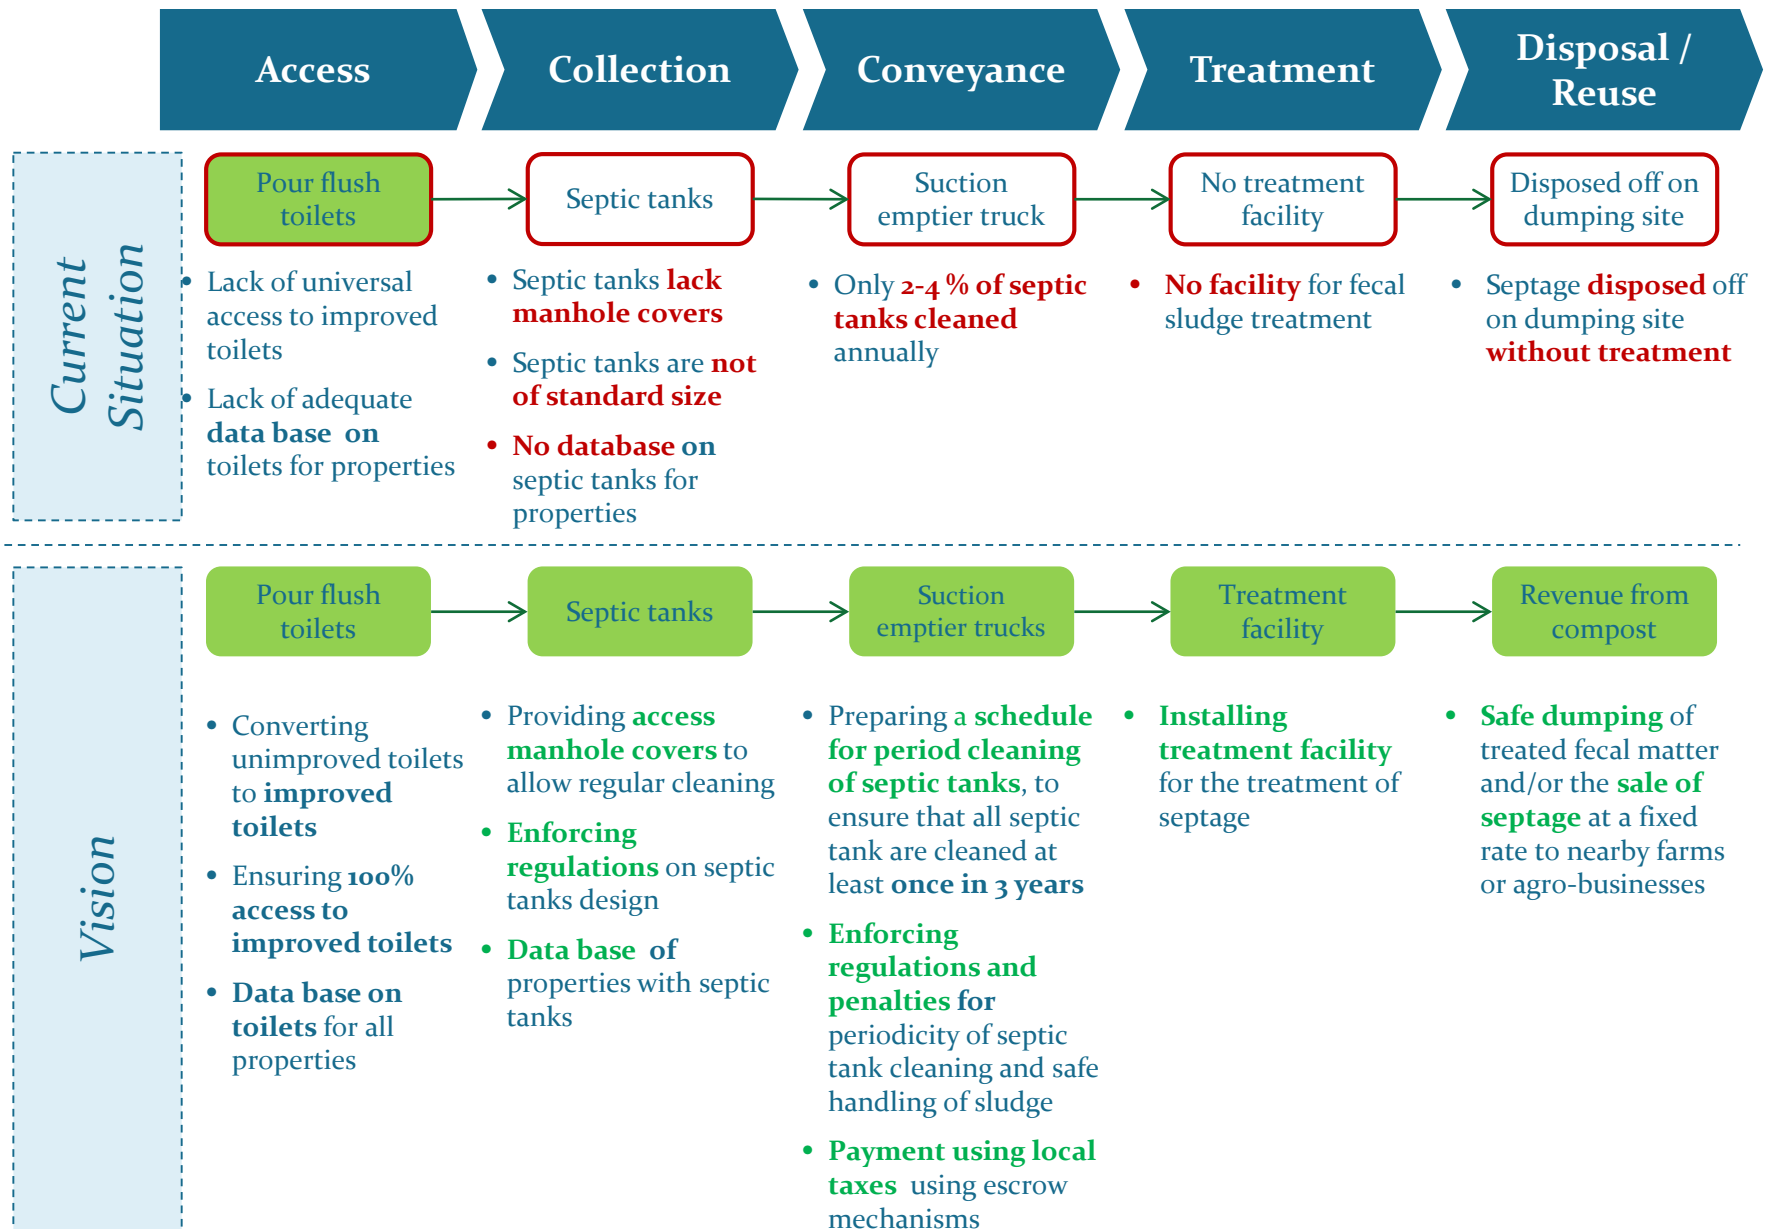 Access
Collection
Conveyance
Treatment
Disposal /
Reuse
Current
Situation
Pour flush
toilets
Septic tanks
Suction
emptier truck
No treatment
facility
Disposed off on
dumping site
• Lack of universal
access to improved
toilets
• Lack of adequate
data base on
toilets for properties
• Septic tanks lack
manhole covers
• Septic tanks are not
of standard size
• No database on
septic tanks for
properties
• Only 2-4 % of septic
tanks cleaned
annually
• No facility for fecal
sludge treatment
• Septage disposed off
on dumping site
without treatment
Vision
Pour flush
toilets
Septic tanks
Suction
emptier trucks
Treatment
facility
Revenue from
compost
• Converting
unimproved toilets
to improved
toilets
• Ensuring 100%
access to
improved toilets
• Data base on
toilets for all
properties
• Providing access
manhole covers to
allow regular cleaning
• Enforcing
regulations on septic
tanks design
• Data base of
properties with septic
tanks
• Preparing a schedule
for period cleaning
of septic tanks, to
ensure that all septic
tank are cleaned at
least once in 3 years
• Enforcing
regulations and
penalties for
periodicity of septic
tank cleaning and safe
handling of sludge
• Payment using local
taxes using escrow
mechanisms
• Installing
treatment facility
for the treatment of
septage
• Safe dumping of
treated fecal matter
and/or the sale of
septage at a fixed
rate to nearby farms
or agro-businesses